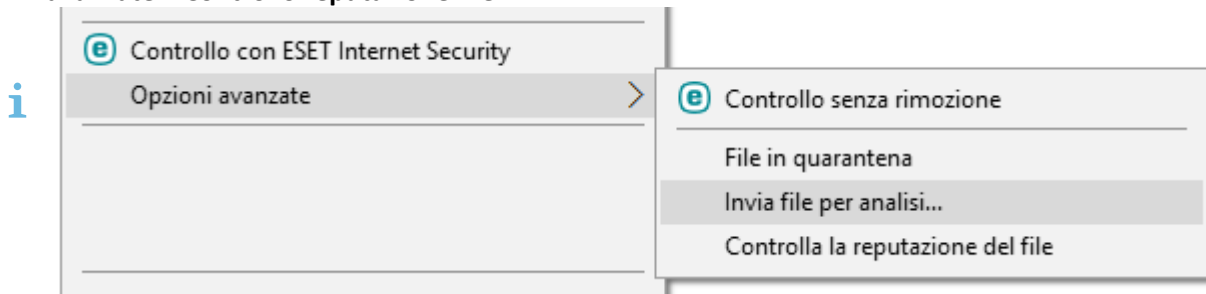 Controllo con ESET Internet Security
Opzioni avanzate
Controllo senza rimozione
File in quarantena
Invia file per analisi...
Controlla la reputazione del file